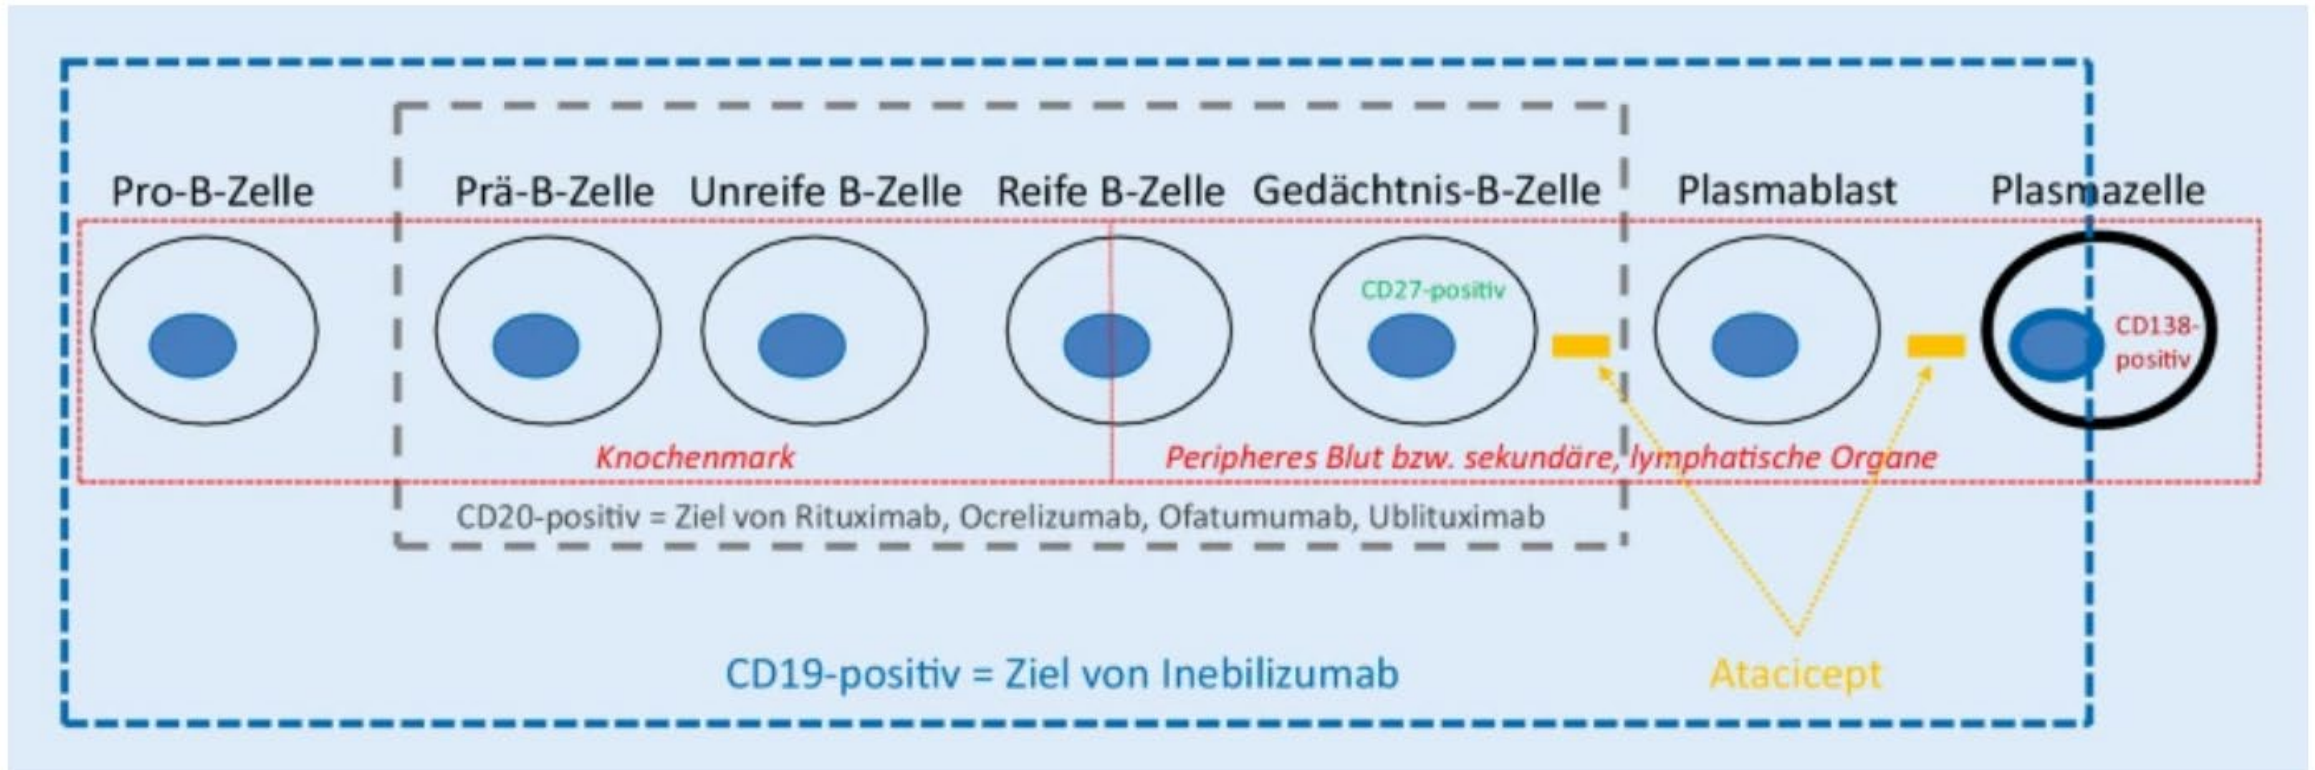 Pro-B-Zelle Prä-B-Zelle Unreife B-Zelle Reife B-Zelle Gedächtnis-B-Zelle Plasmablast Plasmazelle
CD27-positiv
CD138-
positiv
Knochenmark
Peripheres Blut bzw. sekundäre, lymphatische Organe
CD20-positiv = Ziel von Rituximab, Ocrelizumab, Ofatumumab, Ublituximab
CD19-positiv = Ziel von Inebilizumab
Atacicept